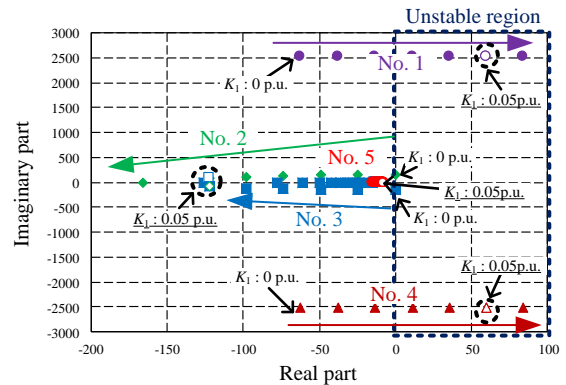 Unstable region
3000
2500
2000
1500
1000
500
0
-500
-1000
-1500
-2000
-2500
-3000
Imaginary part
No. 1
K₁ : 0 p.u.
K₁ : 0.05p.u.
No. 2
No. 5
K₁ : 0 p.u.
K₁ : 0.05 p.u.
K₁ : 0.05p.u.
No. 3
K₁ : 0 p.u.
K₁ : 0 p.u.
No. 4
K₁ : 0.05p.u.
-200 -150 -100 -50 0 50 100
Real part